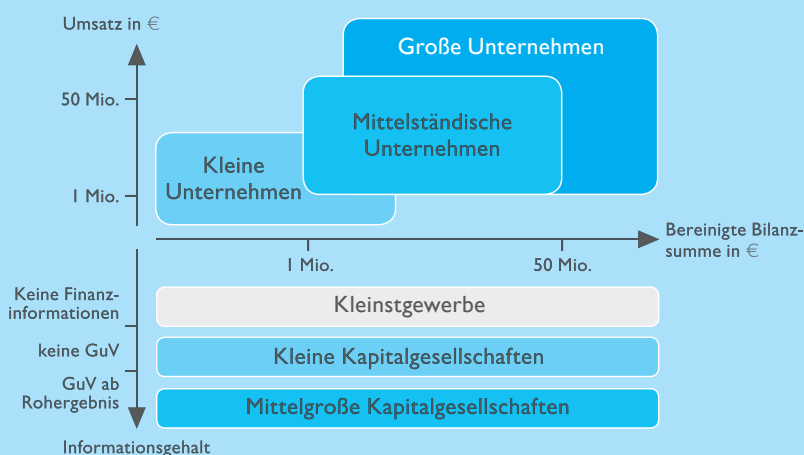 Umsatz in €
Große Unternehmen
50 Mio.
Mittelständische
Unternehmen
Kleine
Unternehmen
1 Mio.
Bereinigte Bilanz-
summe in €
1 Mio.
50 Mio.
Keine Finanz-
informationen
Kleinstgewerbe
keine GuV
Kleine Kapitalgesellschaften
GuV ab
Rohergebnis
Mittelgroße Kapitalgesellschaften
Informationsgehalt